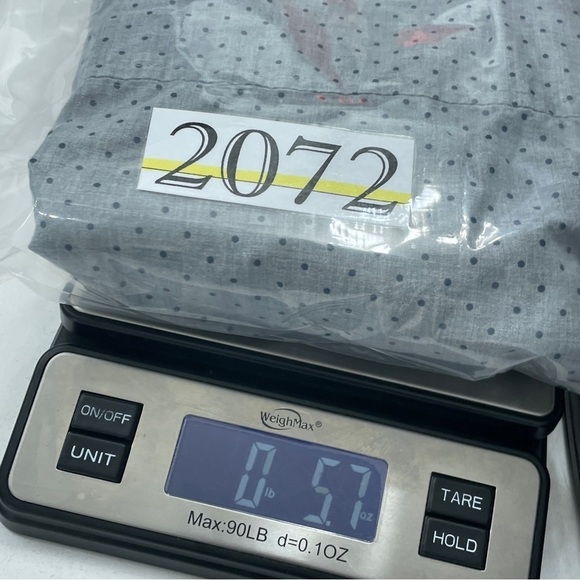 2072
WeighMax®
ON/OFF
UNIT
0 lb 5.7 oz
TARE
HOLD
Max:90LB d=0.1OZ